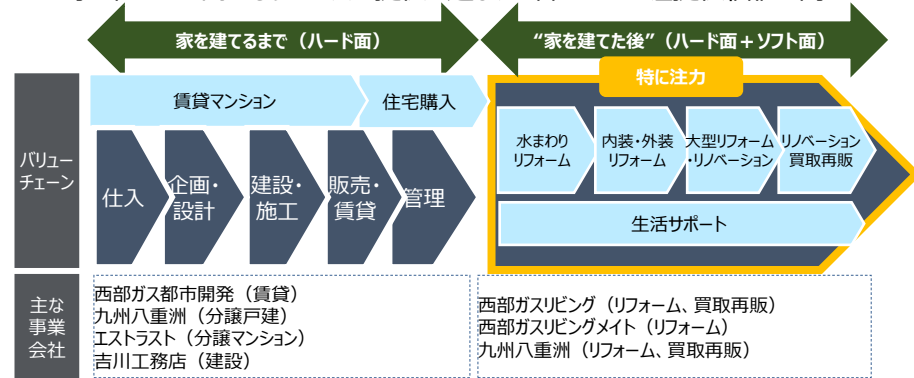 家を建てるまで（ハード面）
“家を建てた後”（ハード面＋ソフト面）
特に注力
バリュー
チェーン
賃貸マンション
住宅購入
仕入
企画・
設計
建設・
施工
販売・
賃貸
管理
水まわり
リフォーム
内装・外装
リフォーム
大型リフォーム
・リノベーション
リノベーション
買取再販
生活サポート
主な
事業
会社
西部ガス都市開発（賃貸）
九州八重洲（分譲戸建）
エストラスト（分譲マンション）
吉川工務店（建設）
西部ガスリビング（リフォーム、買取再販）
西部ガスリビングメイト（リフォーム）
九州八重洲（リフォーム、買取再販）